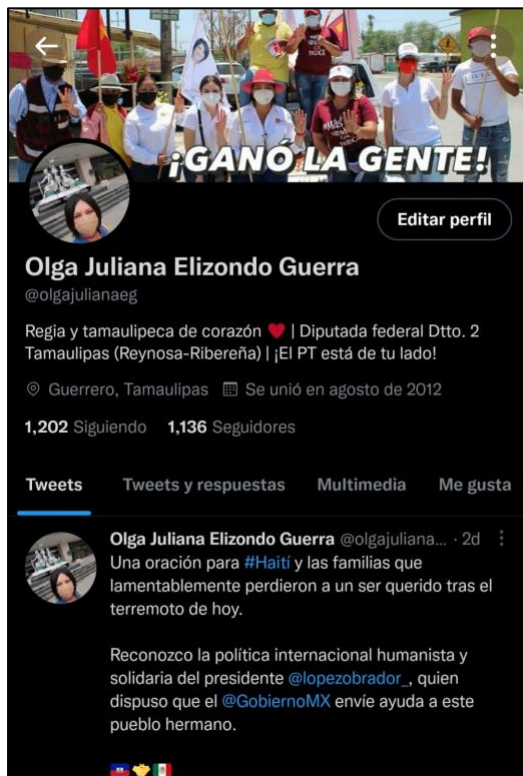 ¡GANÓ LA GENTE!
Editar perfil
Olga Juliana Elizondo Guerra
@olgajulianaeg
Regia y tamaulipeca de corazón ❤️ | Diputada federal Dtto. 2
Tamaulipas (Reynosa-Ribereña) | ¡El PT está de tu lado!
Guerrero, Tamaulipas Se unió en agosto de 2012
1,202 Siguiendo 1,136 Seguidores
Tweets Tweets y respuestas Multimedia Me gusta
Olga Juliana Elizondo Guerra @olgajuliana... · 2d
Una oración para #Haití y las familias que
lamentablemente perdieron a un ser querido tras el
terremoto de hoy.
Reconozco la política internacional humanista y
solidaria del presidente @lopezobrador_, quien
dispuso que el @GobiernoMX envíe ayuda a este
pueblo hermano.